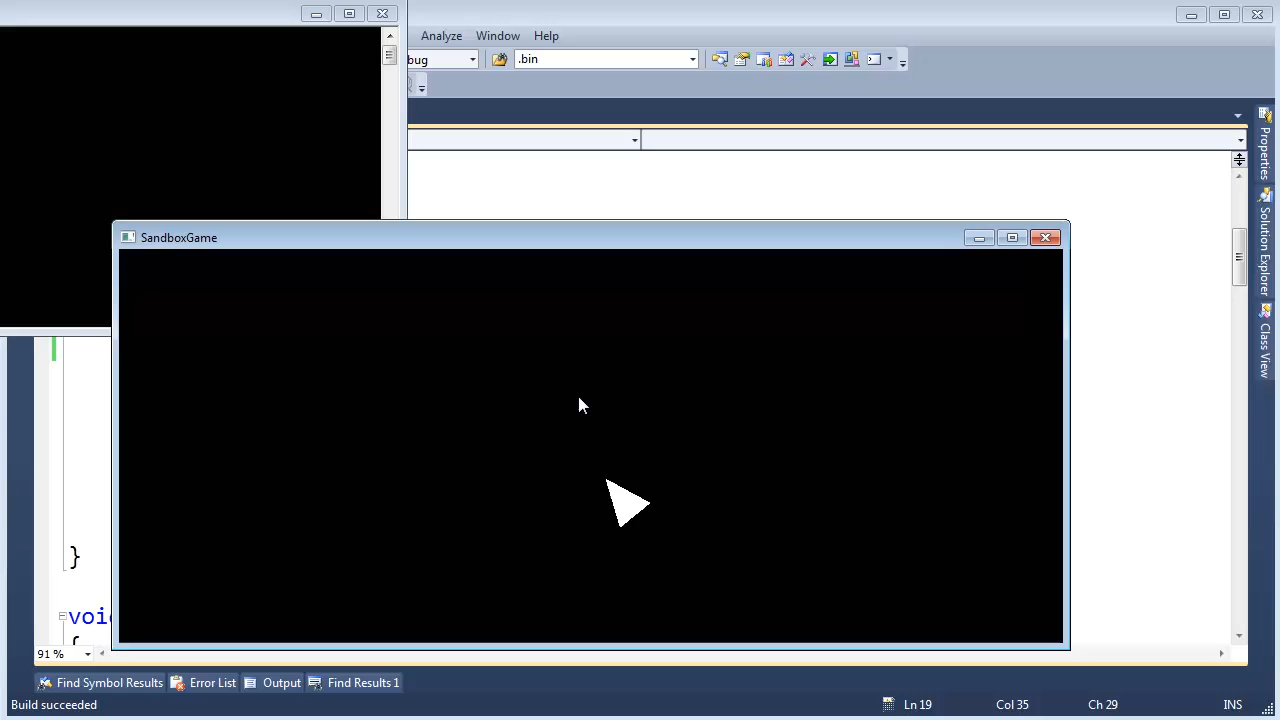 Analyze Window Help
bug .bin
SandboxGame
Properties
Solution Explorer
Class View
}
void
{
91 %
Find Symbol Results Error List Output Find Results 1
Build succeeded Ln 19 Col 35 Ch 29 INS